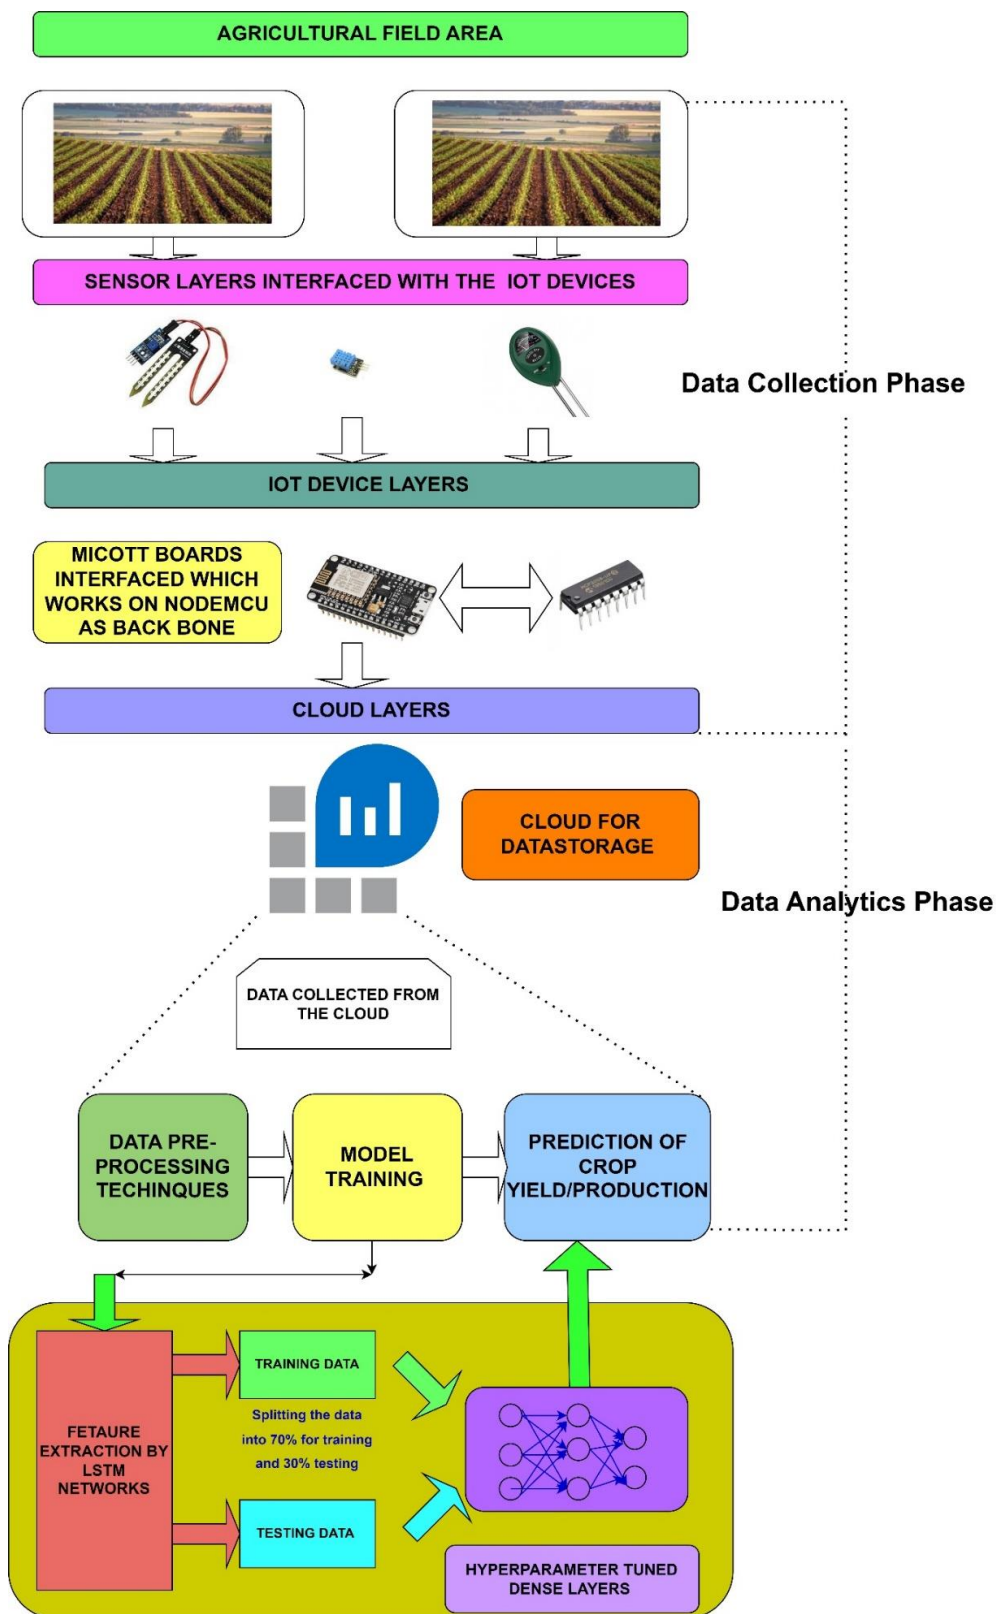 AGRICULTURAL FIELD AREA
SENSOR LAYERS INTERFACED WITH THE IOT DEVICES
Data Collection Phase
IOT DEVICE LAYERS
MICOTT BOARDS
INTERFACED WHICH
WORKS ON NODEMCU
AS BACK BONE
CLOUD LAYERS
CLOUD FOR
DATASTORAGE
Data Analytics Phase
DATA COLLECTED FROM
THE CLOUD
DATA PRE-
PROCESSING
TECHINQUES
MODEL
TRAINING
PREDICTION OF
CROP
YIELD/PRODUCTION
FETAURE
EXTRACTION BY
LSTM
NETWORKS
TRAINING DATA
Splitting the data
into 70% for training
and 30% testing
TESTING DATA
HYPERPARAMETER TUNED
DENSE LAYERS